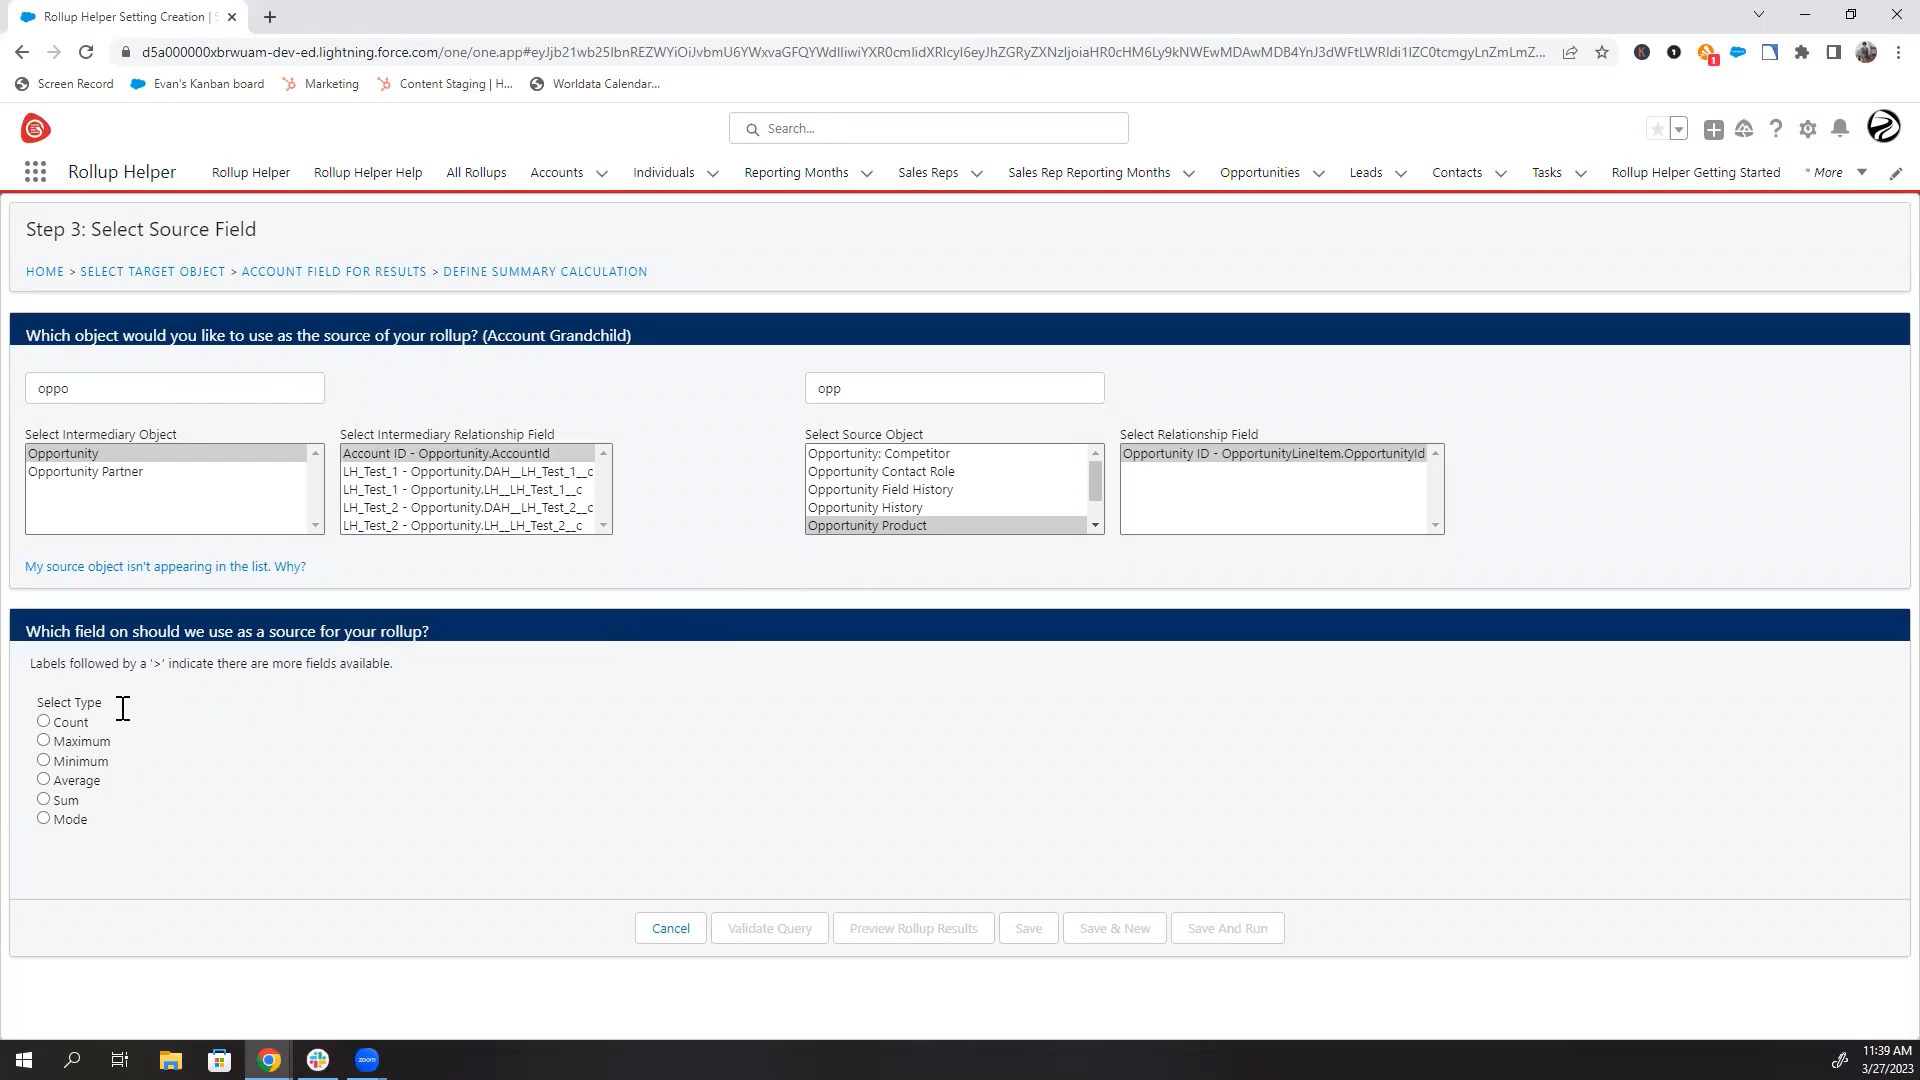 Rollup Helper Setting Creation | S
d5a000000xbrwuam-dev-ed.lightning.force.com/one/one.app#
Screen Record
Evan's Kanban board
Marketing
Content Staging | H...
Worldata Calendar...
Search...
Rollup Helper
Rollup Helper
Rollup Helper Help
All Rollups
Accounts
Individuals
Reporting Months
Sales Reps
Sales Rep Reporting Months
Opportunities
Leads
Contacts
Tasks
Rollup Helper Getting Started
* More
Step 3: Select Source Field
HOME > SELECT TARGET OBJECT > ACCOUNT FIELD FOR RESULTS > DEFINE SUMMARY CALCULATION
Which object would you like to use as the source of your rollup? (Account Grandchild)
oppo
opp
Select Intermediary Object
Opportunity
Opportunity Partner
Select Intermediary Relationship Field
Account ID - Opportunity.AccountId
LH_Test_1 - Opportunity.DAH__LH_Test_1__c
LH_Test_1 - Opportunity.LH__LH_Test_1__c
LH_Test_2 - Opportunity.DAH__LH_Test_2__c
LH_Test_2 - Opportunity.LH__LH_Test_2__c
Select Source Object
Opportunity: Competitor
Opportunity Contact Role
Opportunity Field History
Opportunity History
Opportunity Product
Select Relationship Field
Opportunity ID - OpportunityLineItem.OpportunityId
My source object isn't appearing in the list. Why?
Which field on should we use as a source for your rollup?
Labels followed by a '>' indicate there are more fields available.
Select Type
Count
Maximum
Minimum
Average
Sum
Mode
Cancel
Validate Query
Preview Rollup Results
Save
Save & New
Save And Run
zoom
11:39 AM
3/27/2023